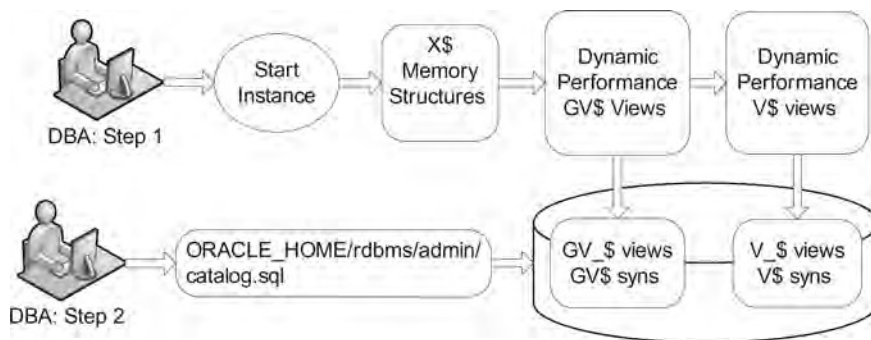 DBA: Step 1
Start
Instance
X$
Memory
Structures
Dynamic
Performance
GV$ Views
Dynamic
Performance
V$ views
DBA: Step 2
ORACLE_HOME/rdbms/admin/
catalog.sql
GV_$ views
GV$ syns
V_$ views
V$ syns